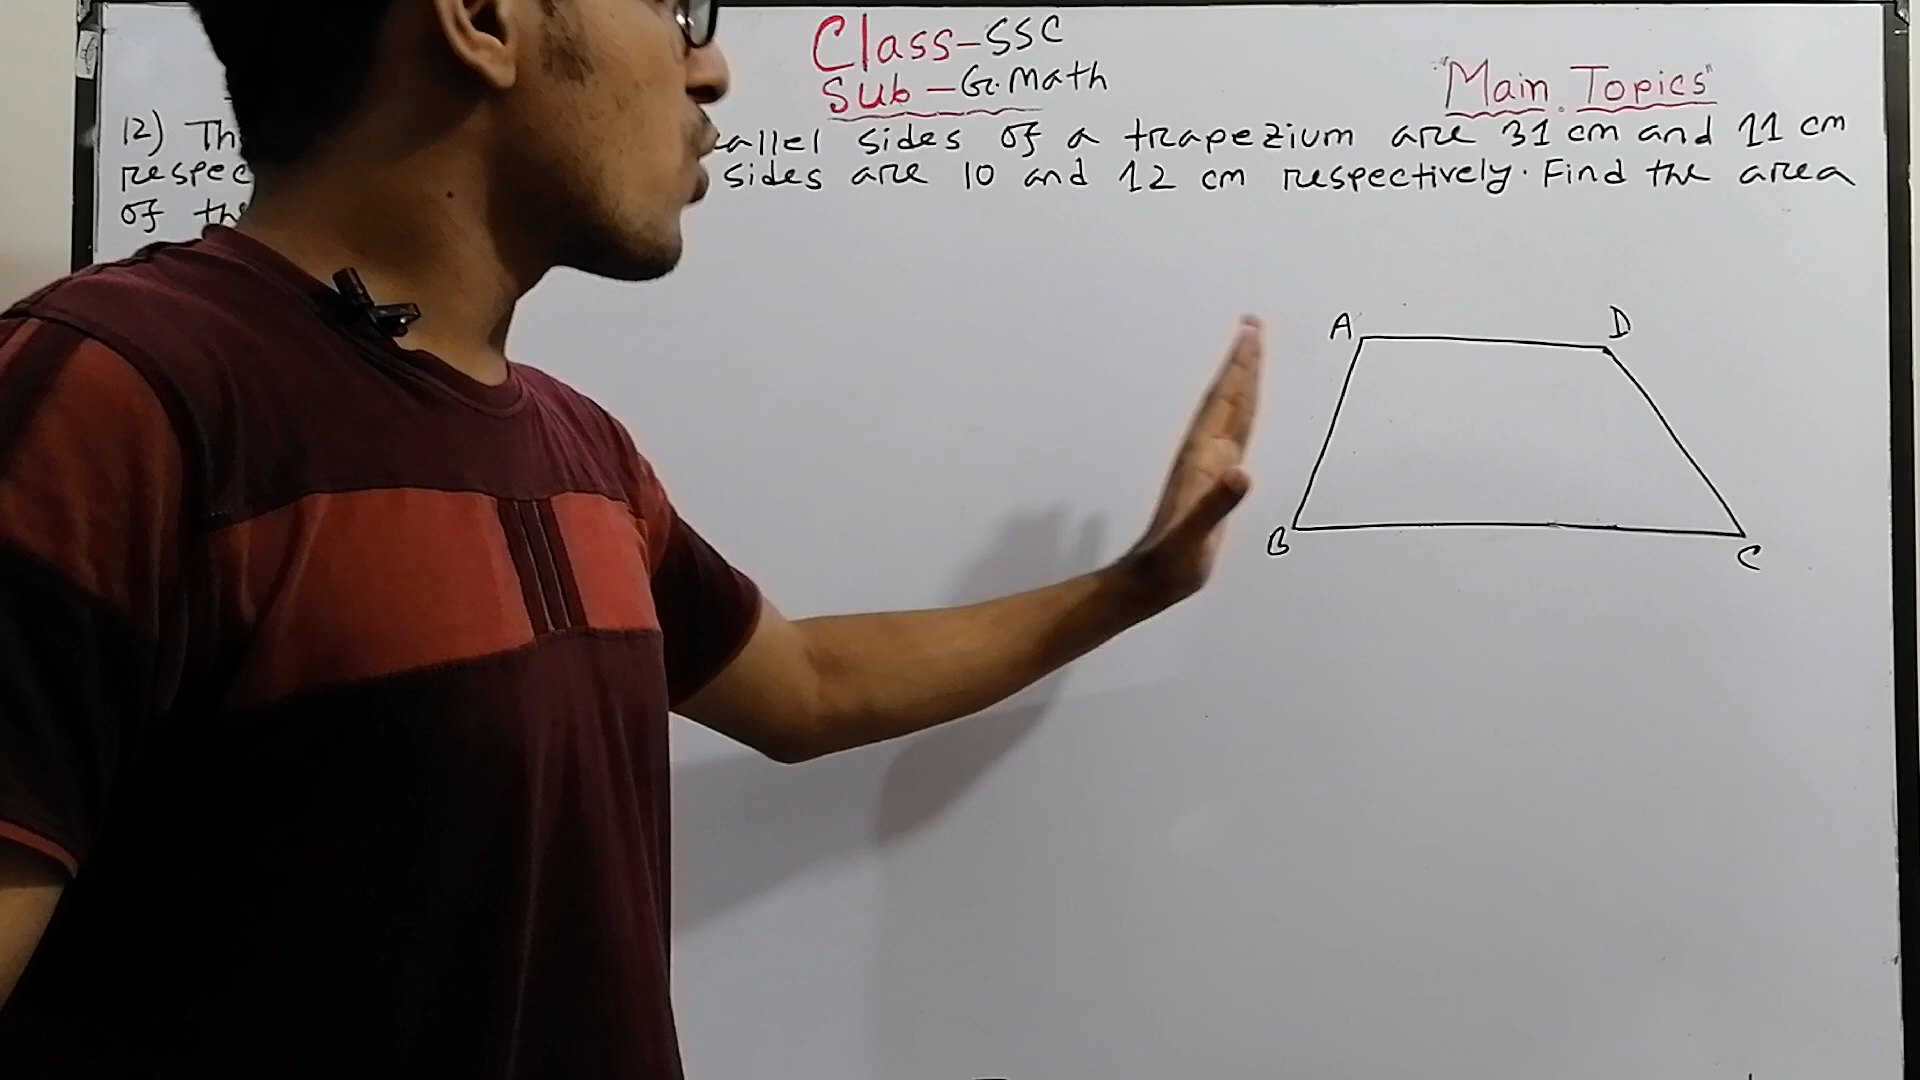 Class-SSC
Sub-G.Math
"Main Topics"
12) Th allel sides of a trapezium are 31 cm and 11 cm
respec sides are 10 and 12 cm respectively. Find the area
of the
A D
B C